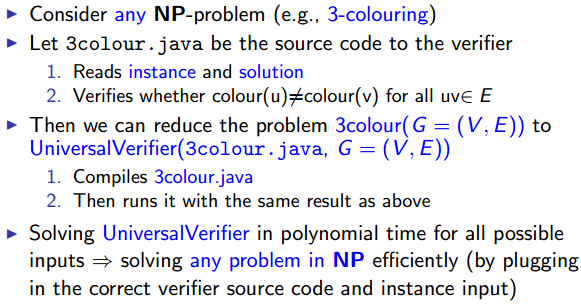 ▶ Consider any NP-problem (e.g., 3-colouring)
▶ Let 3colour.java be the source code to the verifier
1. Reads instance and solution
2. Verifies whether colour(u)≠colour(v) for all uv∈ E
▶ Then we can reduce the problem 3colour(G = (V, E)) to
UniversalVerifier(3colour.java, G = (V, E))
1. Compiles 3colour.java
2. Then runs it with the same result as above
▶ Solving UniversalVerifier in polynomial time for all possible
inputs ⇒ solving any problem in NP efficiently (by plugging
in the correct verifier source code and instance input)